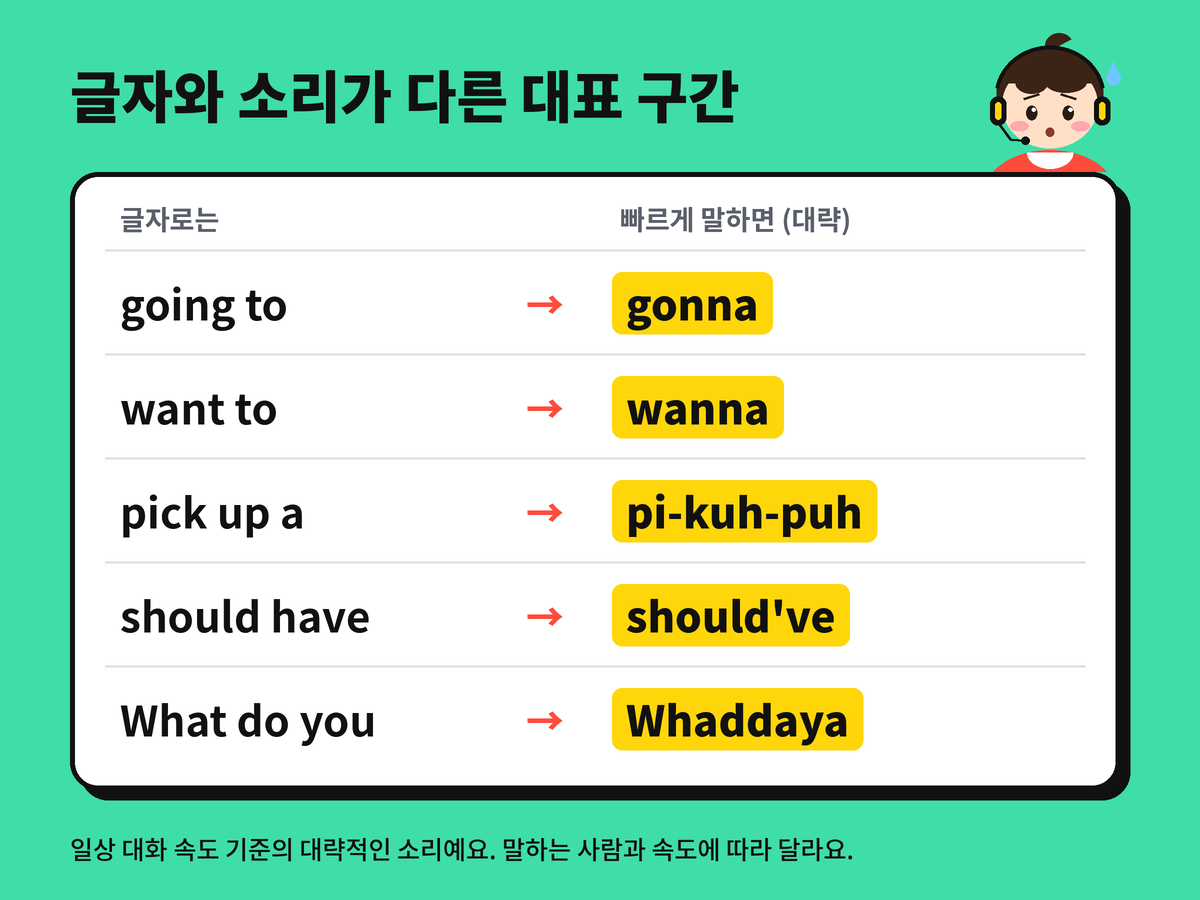 글자와 소리가 다른 대표 구간
글자로는 빠르게 말하면 (대략)
going to → gonna
want to → wanna
pick up a → pi-kuh-puh
should have → should've
What do you → Whaddaya
일상 대화 속도 기준의 대략적인 소리예요. 말하는 사람과 속도에 따라 달라요.